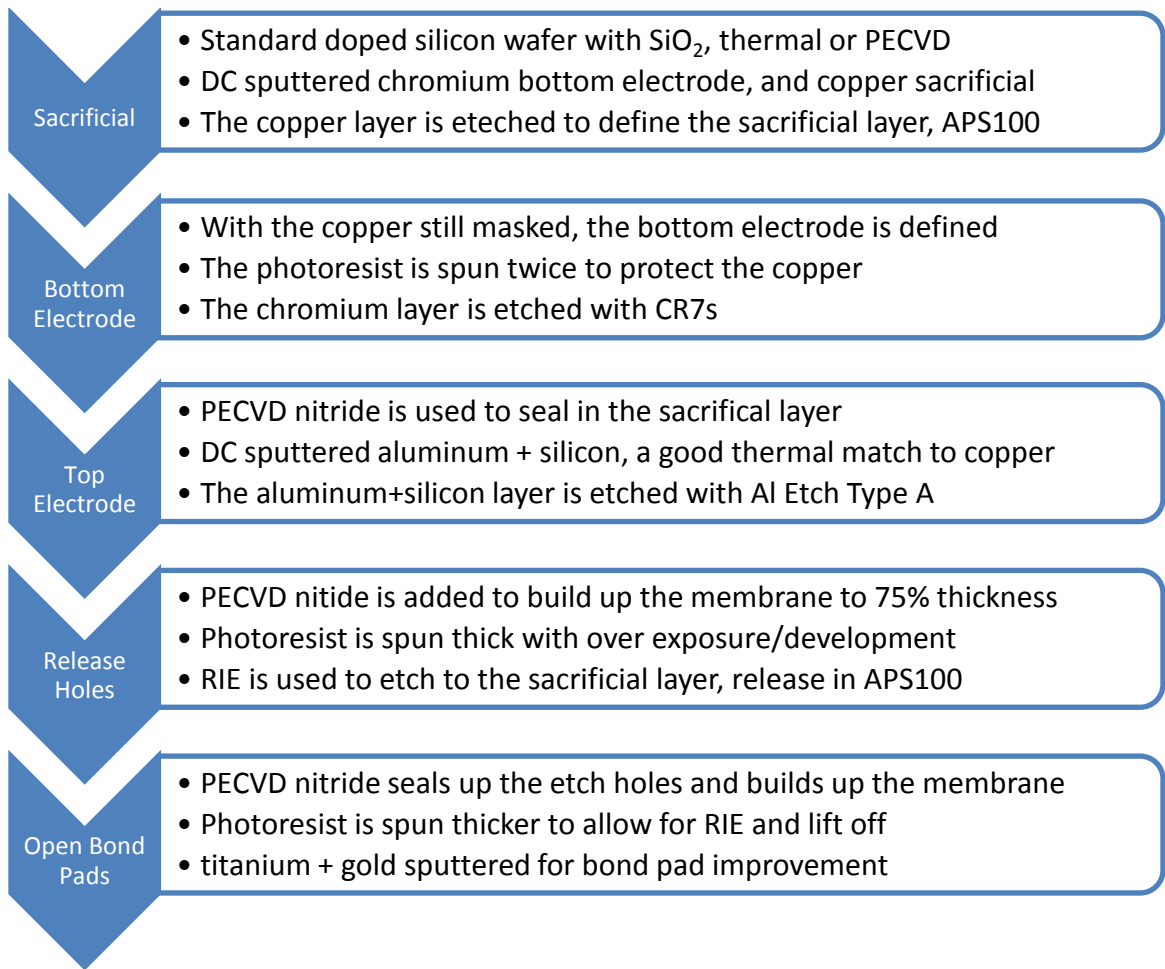 Sacrificial
• Standard doped silicon wafer with SiO₂, thermal or PECVD
• DC sputtered chromium bottom electrode, and copper sacrificial
• The copper layer is eteched to define the sacrificial layer, APS100
Bottom
Electrode
• With the copper still masked, the bottom electrode is defined
• The photoresist is spun twice to protect the copper
• The chromium layer is etched with CR7s
Top
Electrode
• PECVD nitride is used to seal in the sacrifical layer
• DC sputtered aluminum + silicon, a good thermal match to copper
• The aluminum+silicon layer is etched with Al Etch Type A
Release
Holes
• PECVD nitide is added to build up the membrane to 75% thickness
• Photoresist is spun thick with over exposure/development
• RIE is used to etch to the sacrificial layer, release in APS100
Open Bond
Pads
• PECVD nitride seals up the etch holes and builds up the membrane
• Photoresist is spun thicker to allow for RIE and lift off
• titanium + gold sputtered for bond pad improvement